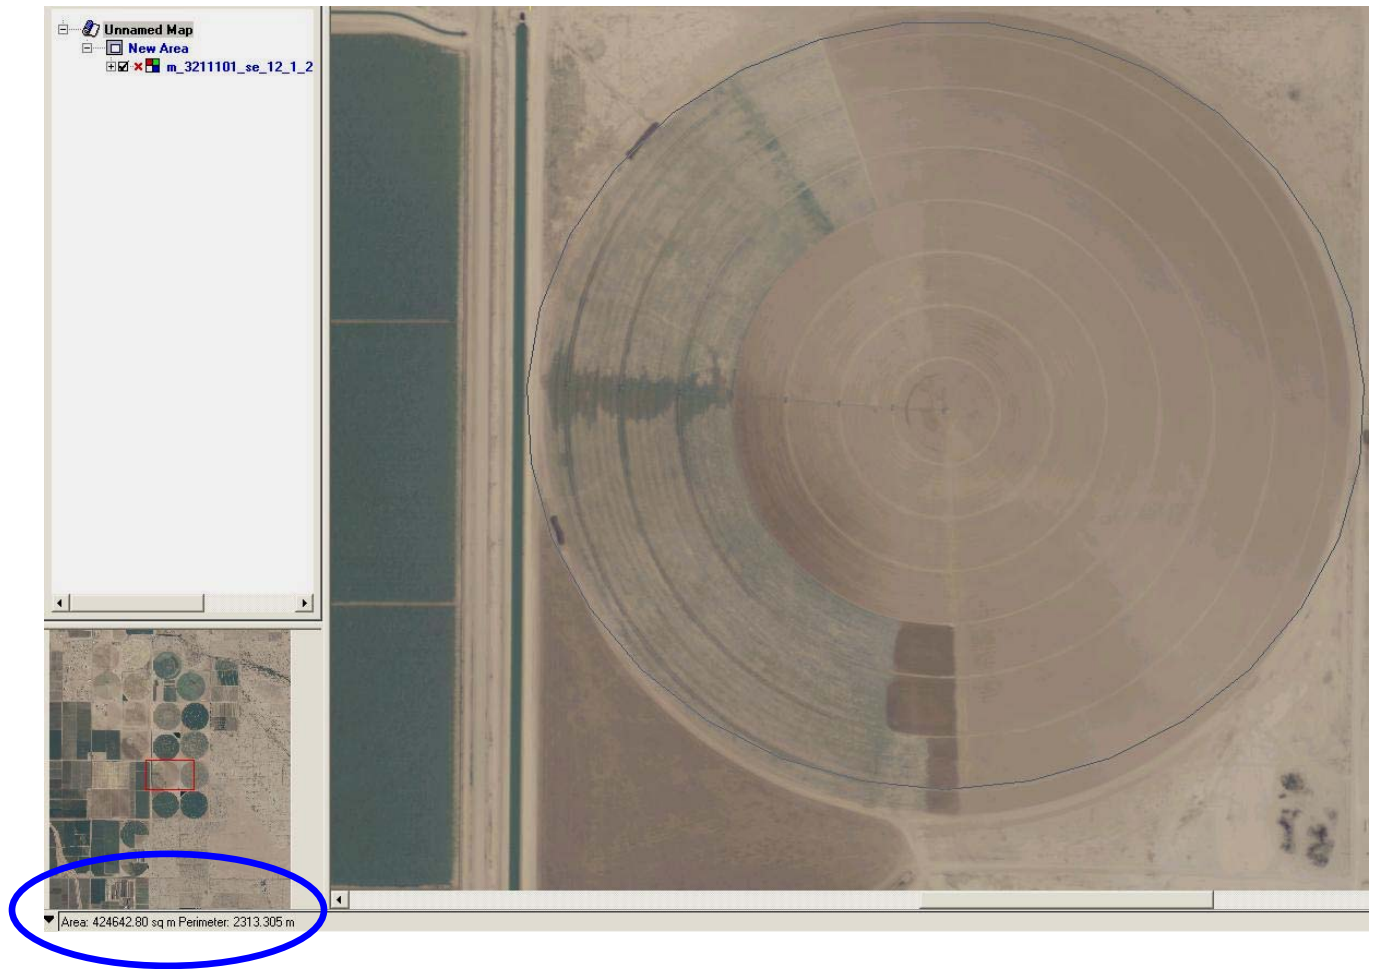 Unnamed Map
New Area
m_3211101_se_12_1_2
Area: 424642.80 sq m Perimeter: 2313.305 m